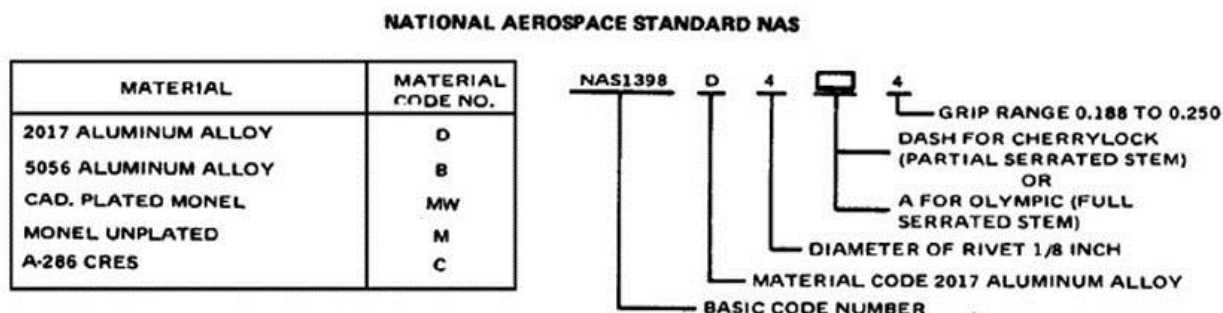 NATIONAL AEROSPACE STANDARD NAS
MATERIAL MATERIAL CODE NO.
2017 ALUMINUM ALLOY D
5056 ALUMINUM ALLOY B
CAD. PLATED MONEL MW
MONEL UNPLATED M
A-286 CRES C
NAS1398 D 4 4
GRIP RANGE 0.188 TO 0.250
DASH FOR CHERRYLOCK
(PARTIAL SERRATED STEM)
OR
A FOR OLYMPIC (FULL
SERRATED STEM)
DIAMETER OF RIVET 1/8 INCH
MATERIAL CODE 2017 ALUMINUM ALLOY
BASIC CODE NUMBER